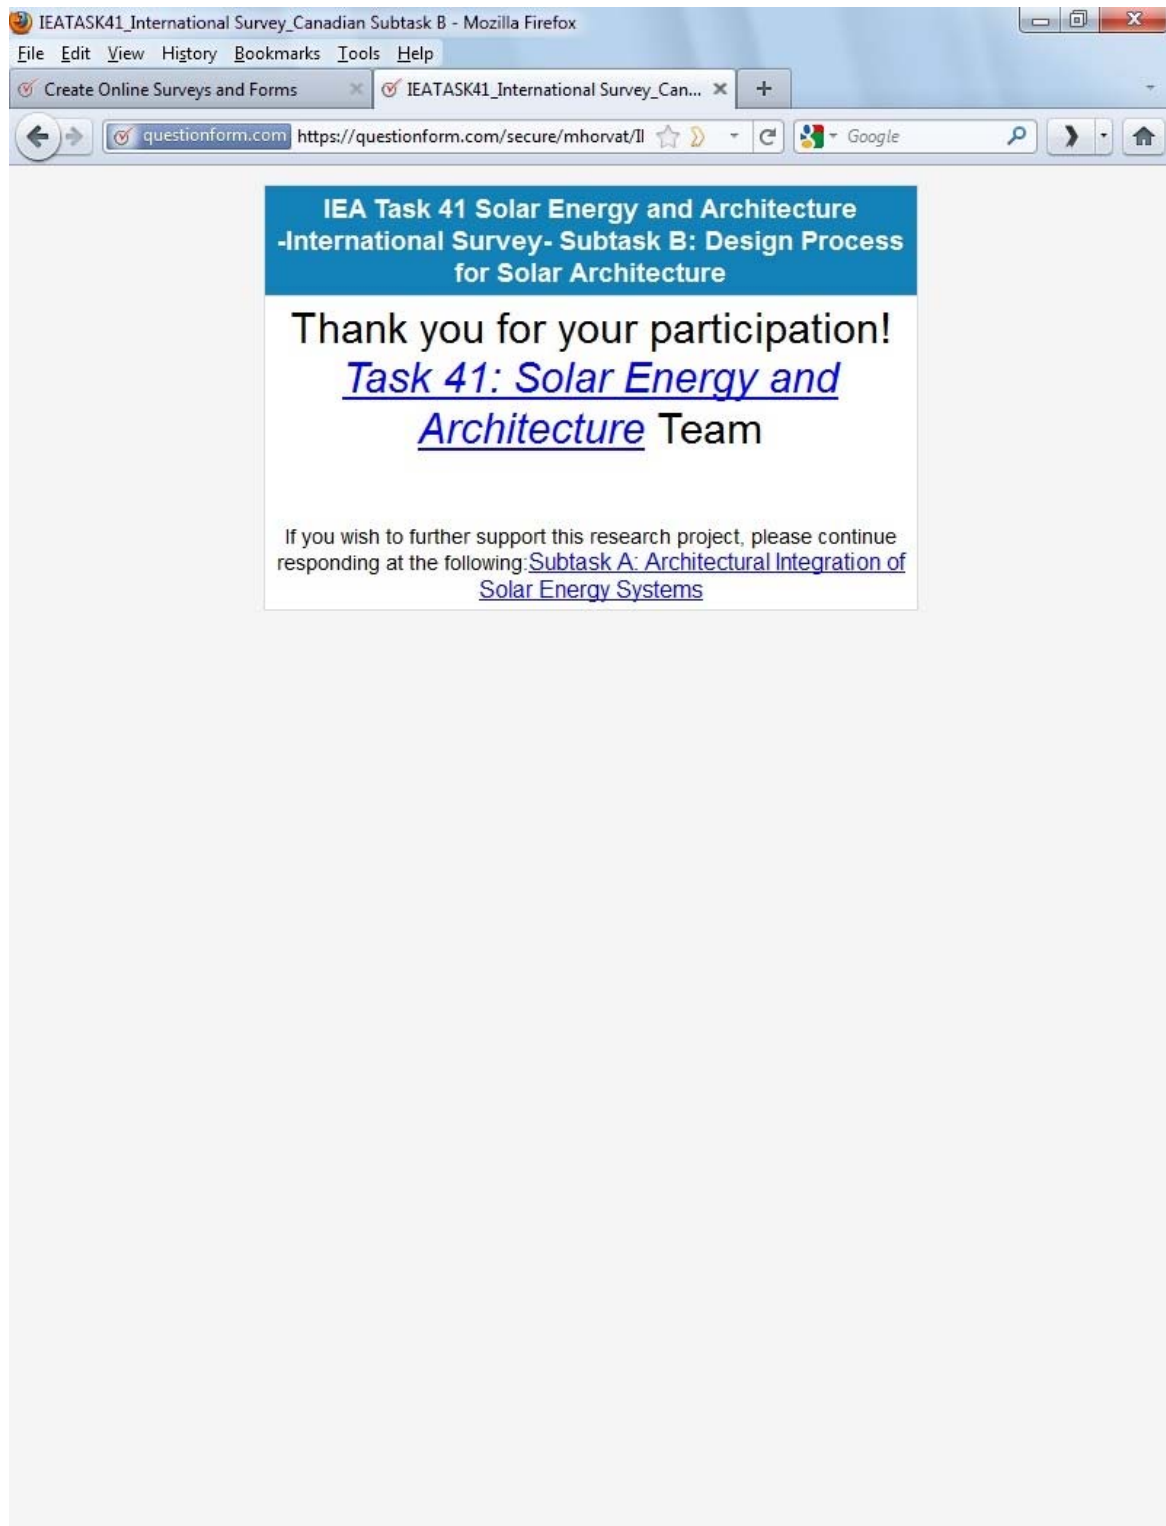 IEATASK41_International Survey_Canadian Subtask B - Mozilla Firefox
File Edit View History Bookmarks Tools Help
Create Online Surveys and Forms
IEATASK41_International Survey_Can...
questionform.com https://questionform.com/secure/mhorvat/II
Google
IEA Task 41 Solar Energy and Architecture
-International Survey- Subtask B: Design Process
for Solar Architecture
Thank you for your participation!
Task 41: Solar Energy and
Architecture Team
If you wish to further support this research project, please continue
responding at the following:Subtask A: Architectural Integration of
Solar Energy Systems